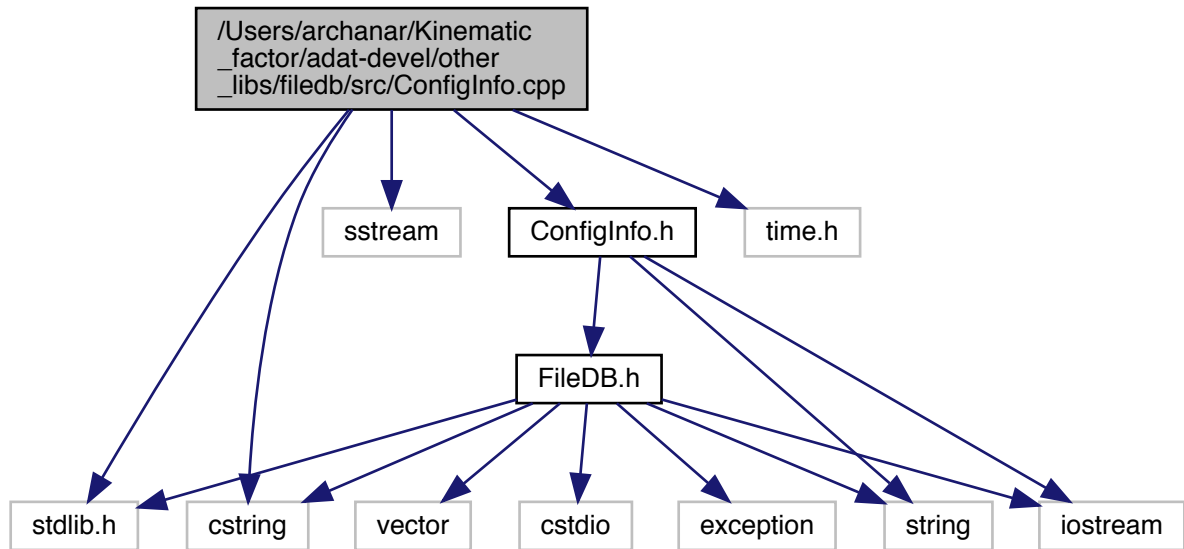 /Users/archanar/Kinematic
_factor/adat-devel/other
_libs/filedb/src/ConfigInfo.cpp
sstream
ConfigInfo.h
time.h
FileDB.h
stdlib.h
cstring
vector
cstdio
exception
string
iostream